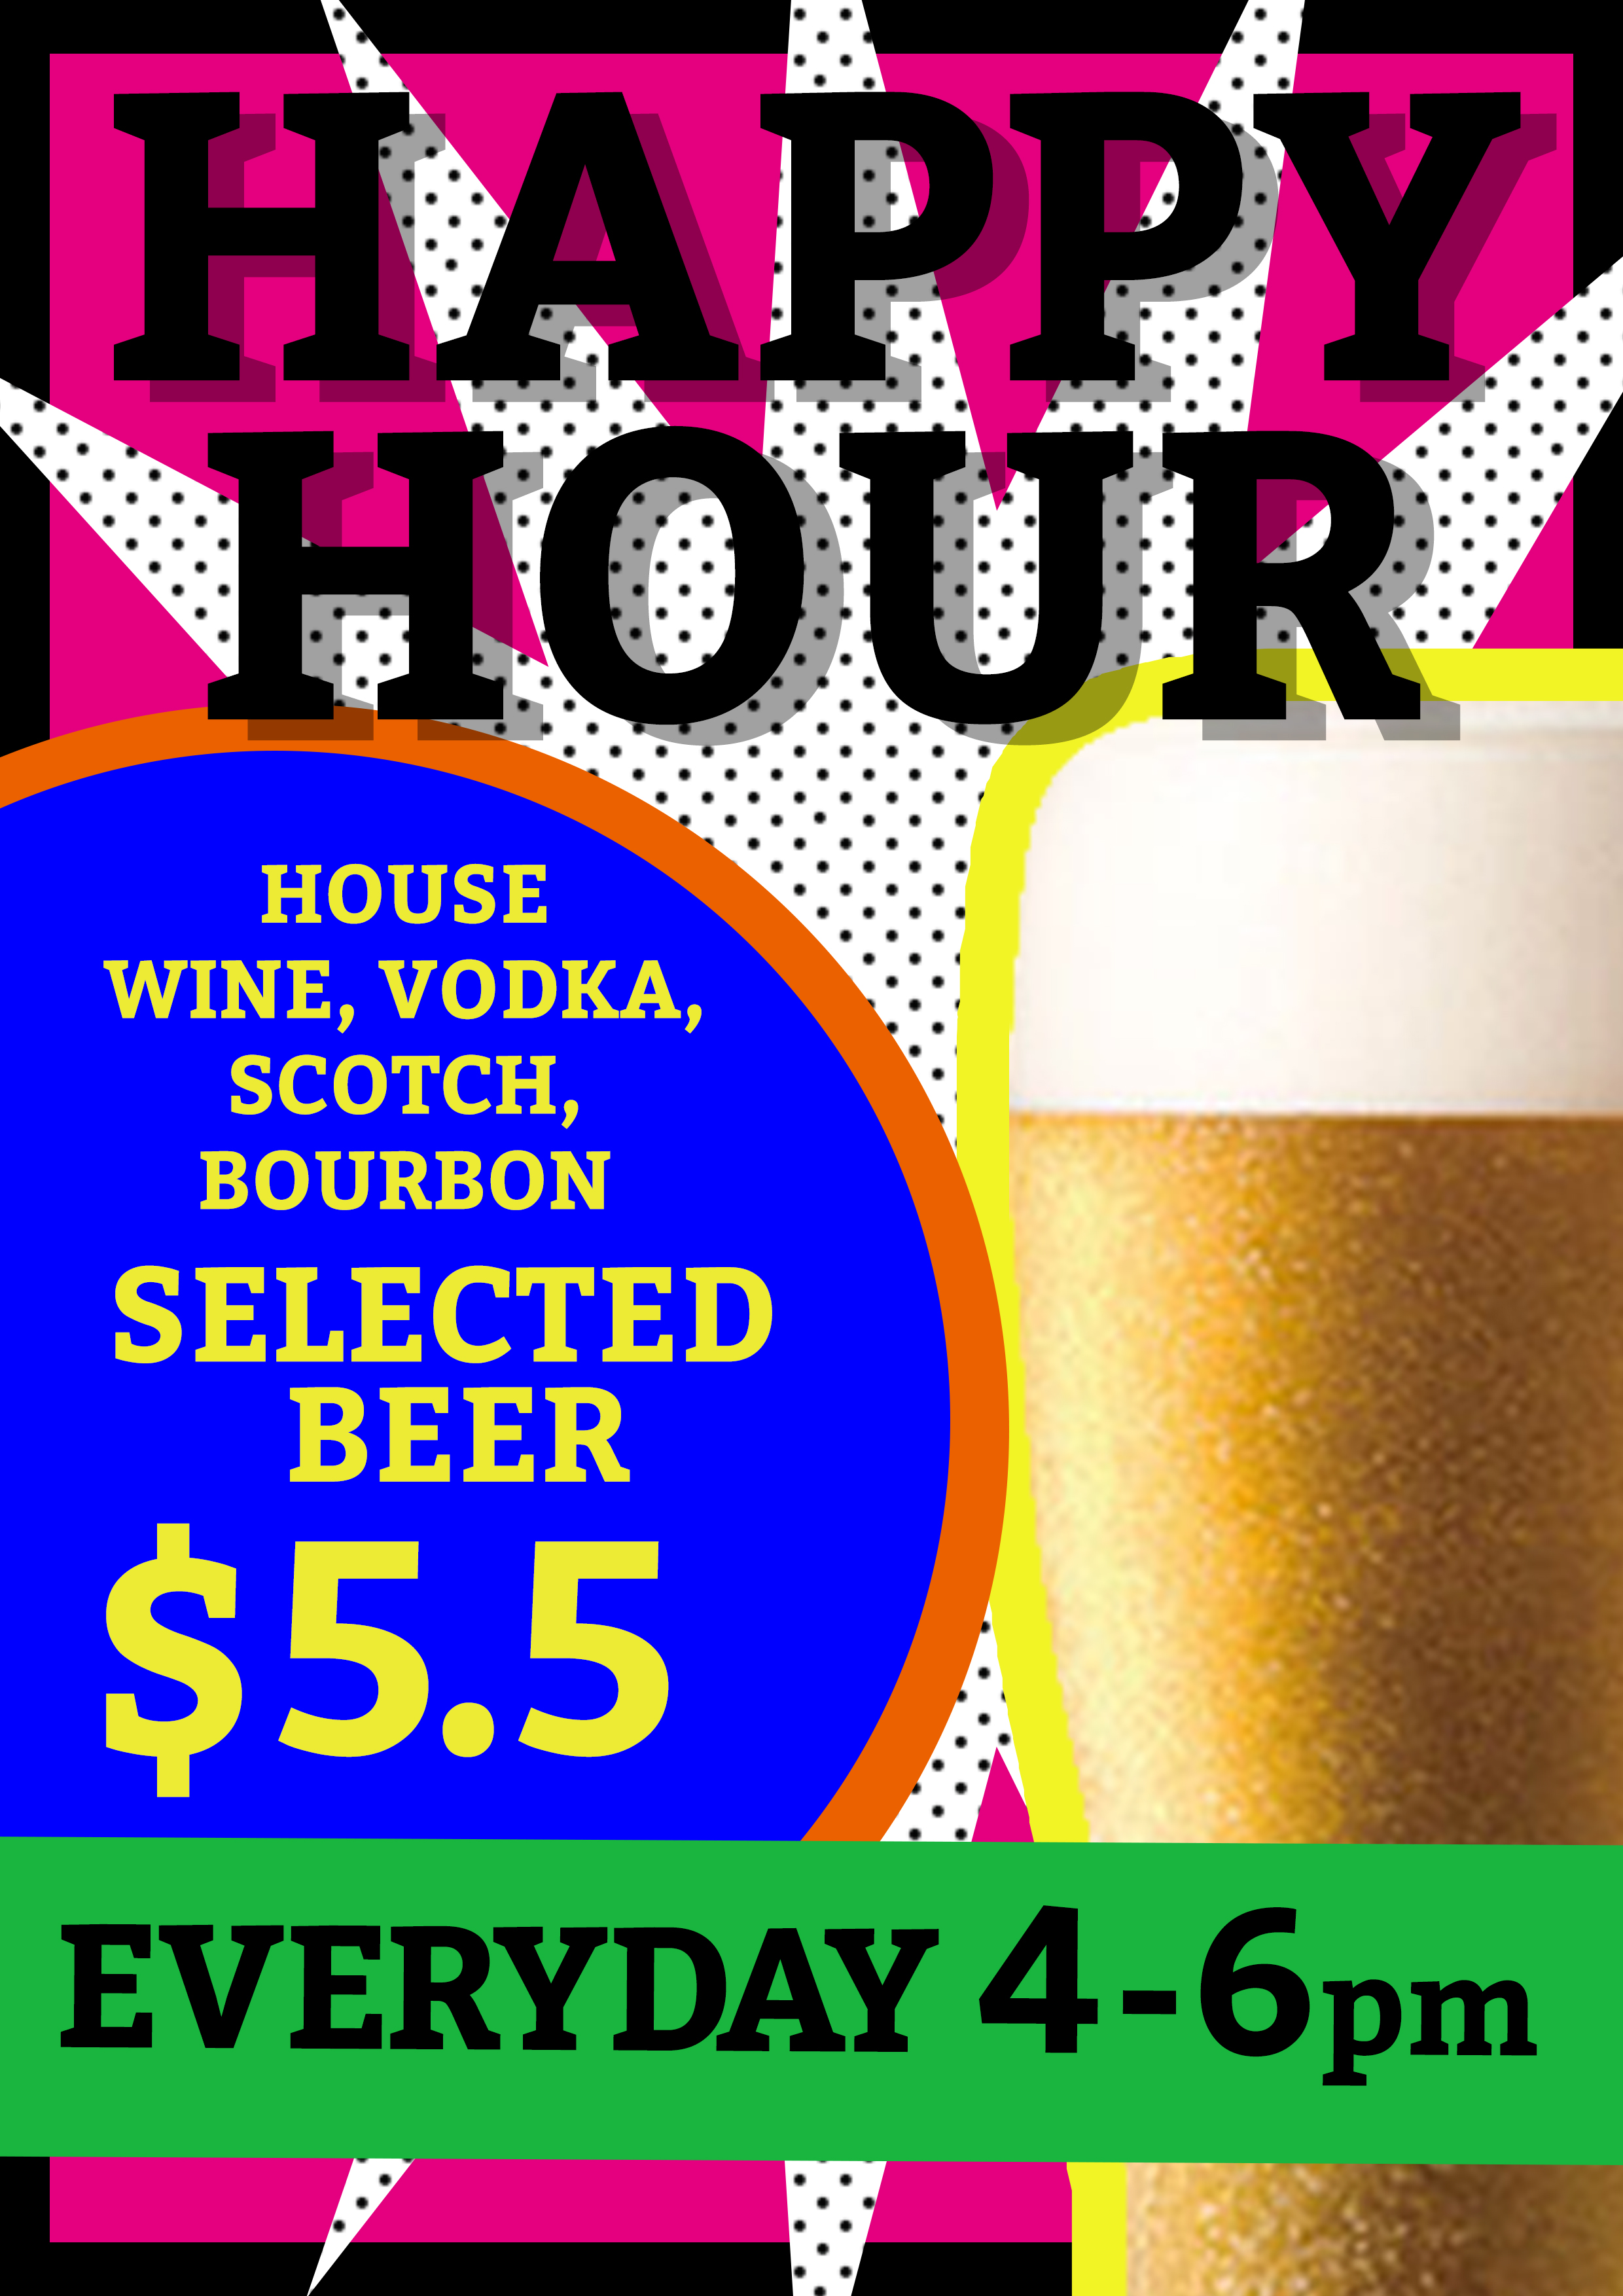 HAPPY
HOUR
HOUSE
WINE, VODKA,
SCOTCH,
BOURBON
SELECTED
BEER
$5.5
EVERYDAY 4-6pm